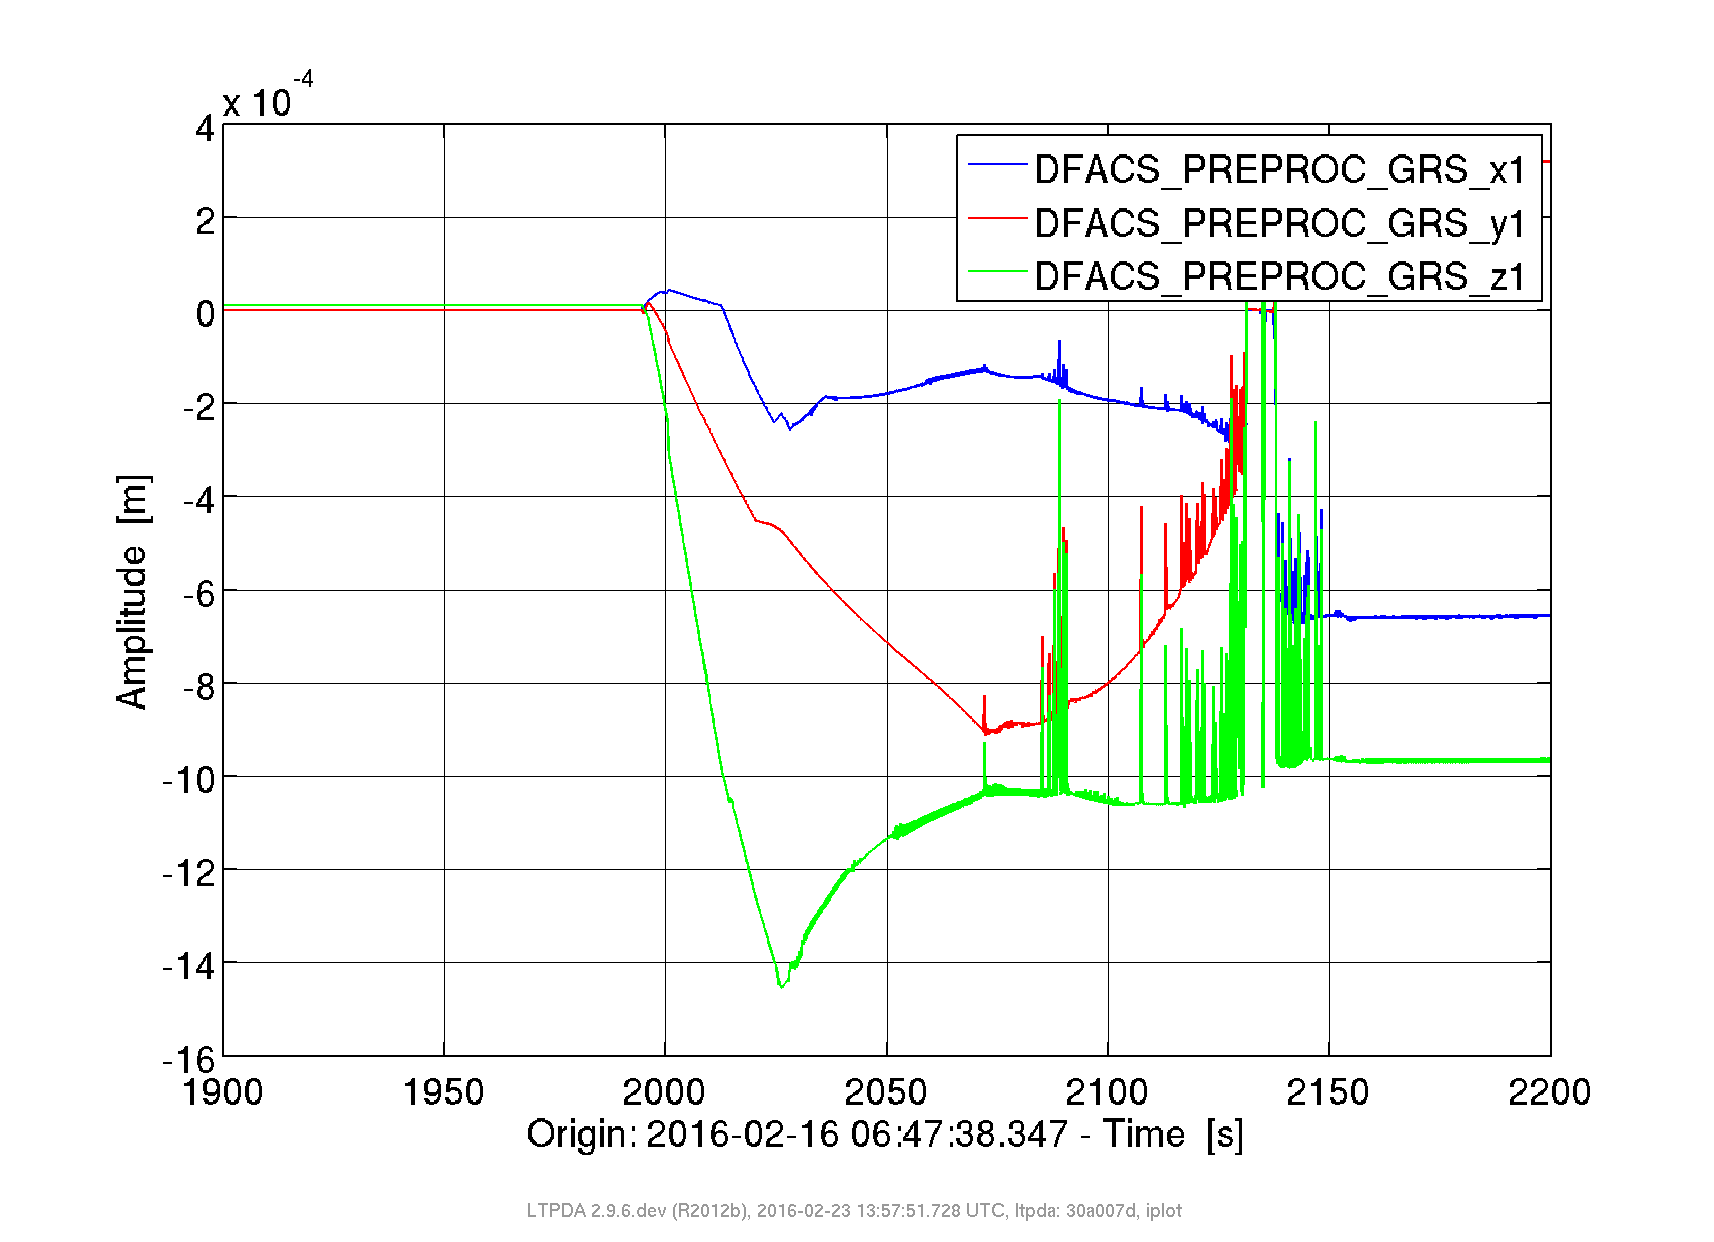 x 10-4
4
2
0
-2
-4
-6
-8
-10
-12
-14
-16
Amplitude [m]
DFACS_PREPROC_GRS_x1
DFACS_PREPROC_GRS_y1
DFACS_PREPROC_GRS_z1
1900 1950 2000 2050 2100 2150 2200
Origin: 2016-02-16 06:47:38.347 - Time [s]
LTPDA 2.9.6.dev (R2012b), 2016-02-23 13:57:51.728 UTC, ltpda: 30a007d, iplot